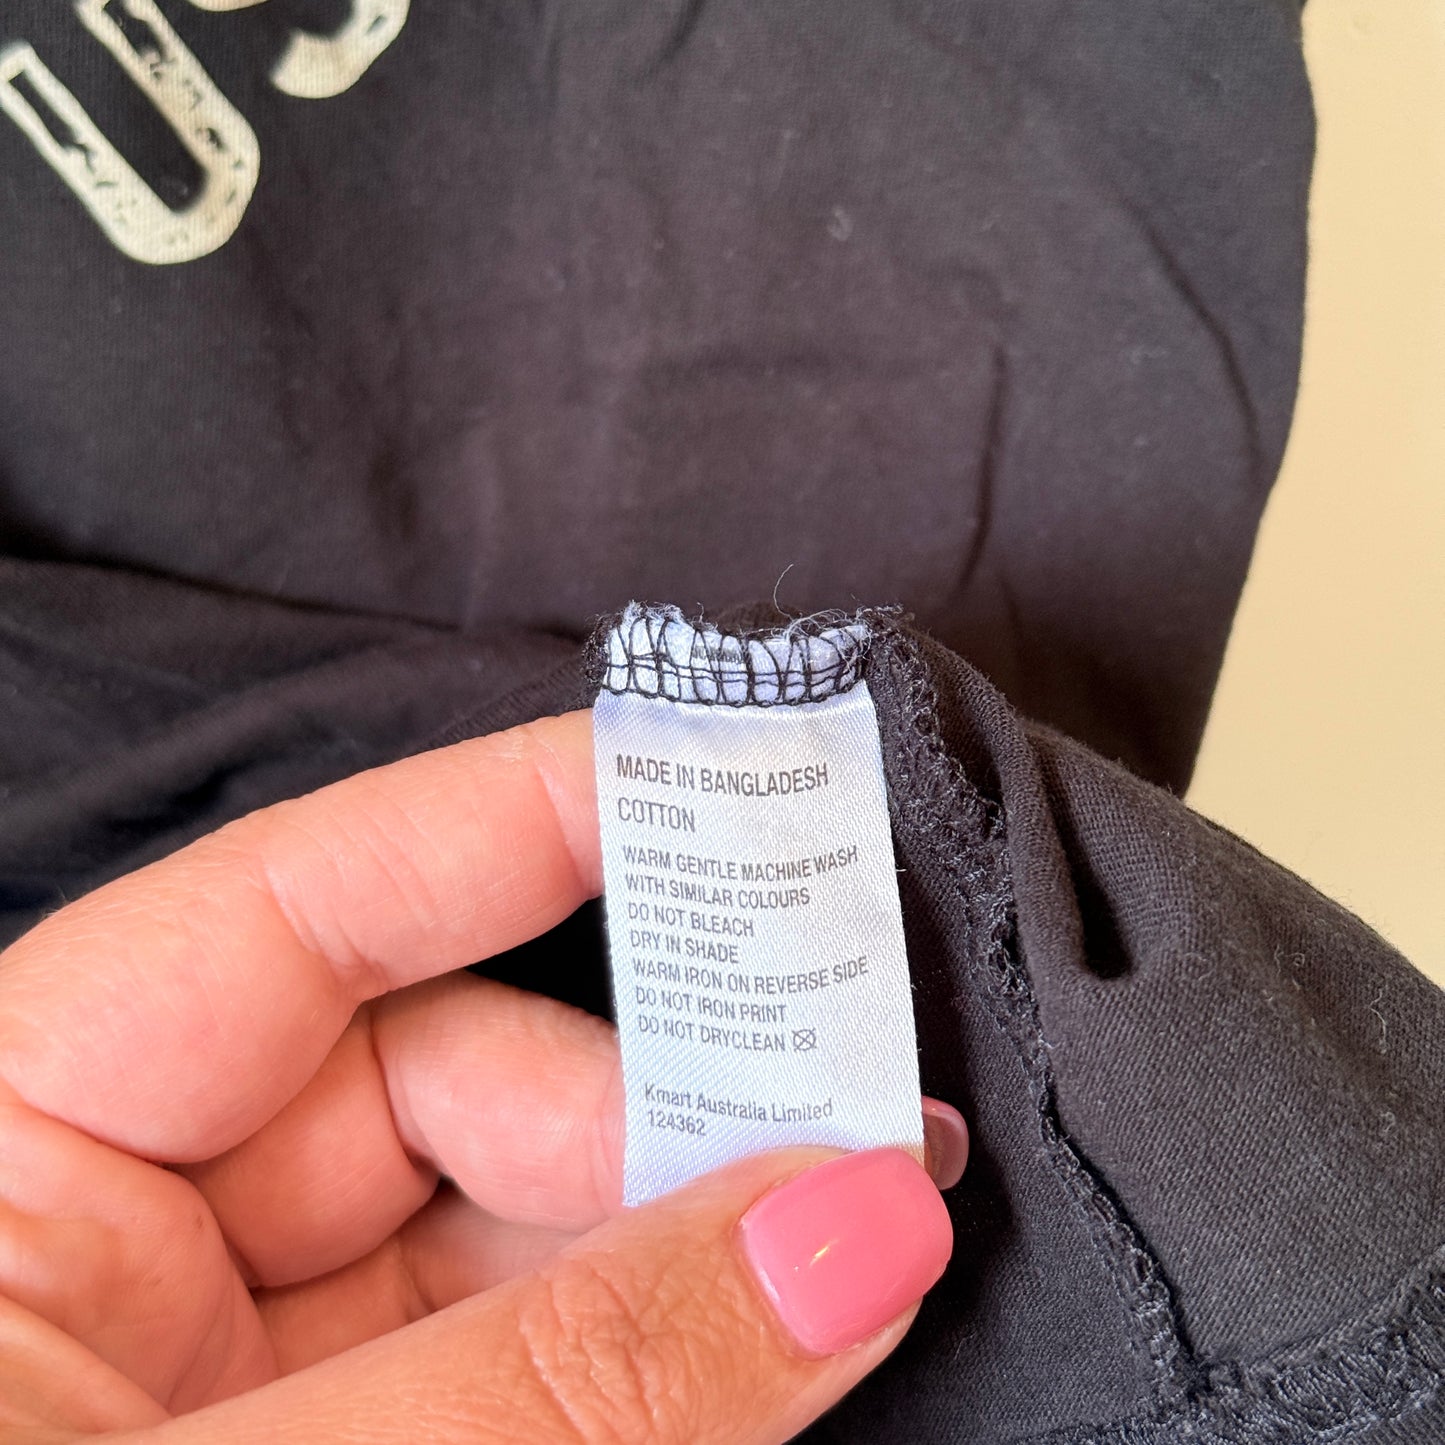 US
MADE IN BANGLADESH
COTTON
WARM GENTLE MACHINE WASH
WITH SIMILAR COLOURS
DO NOT BLEACH
DRY IN SHADE
WARM IRON ON REVERSE SIDE
DO NOT IRON PRINT
DO NOT DRYCLEAN
Kmart Australia Limited
124362